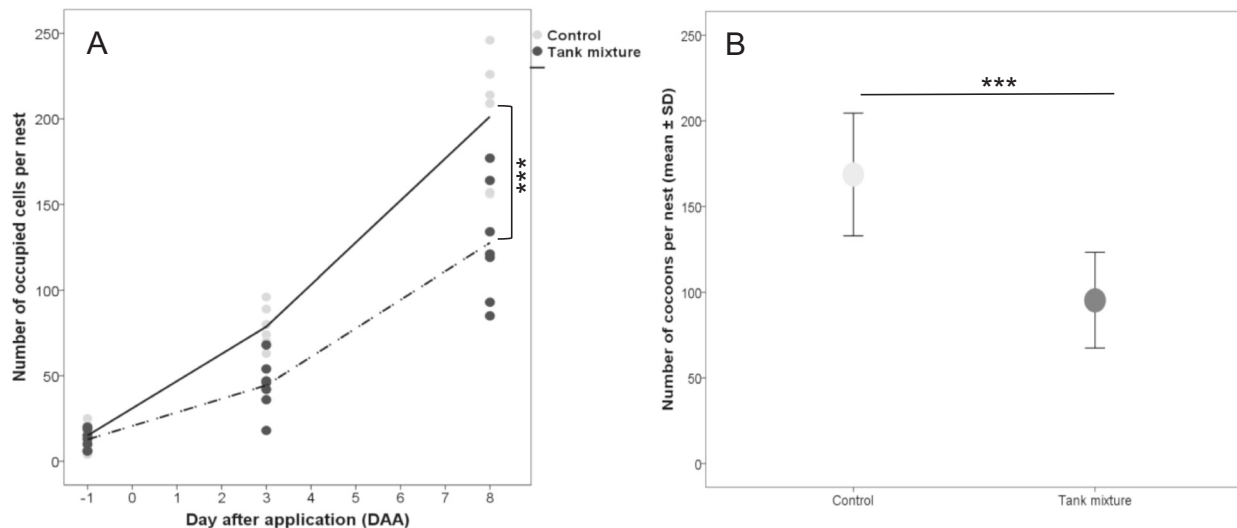 A
Control
Tank mixture
Number of occupied cells per nest
250
200
150
100
50
0
***
-1 0 1 2 3 4 5 6 7 8
Day after application (DAA)
B
Number of cocoons per nest (mean ± SD)
250
200
150
100
50
0
***
Control Tank mixture